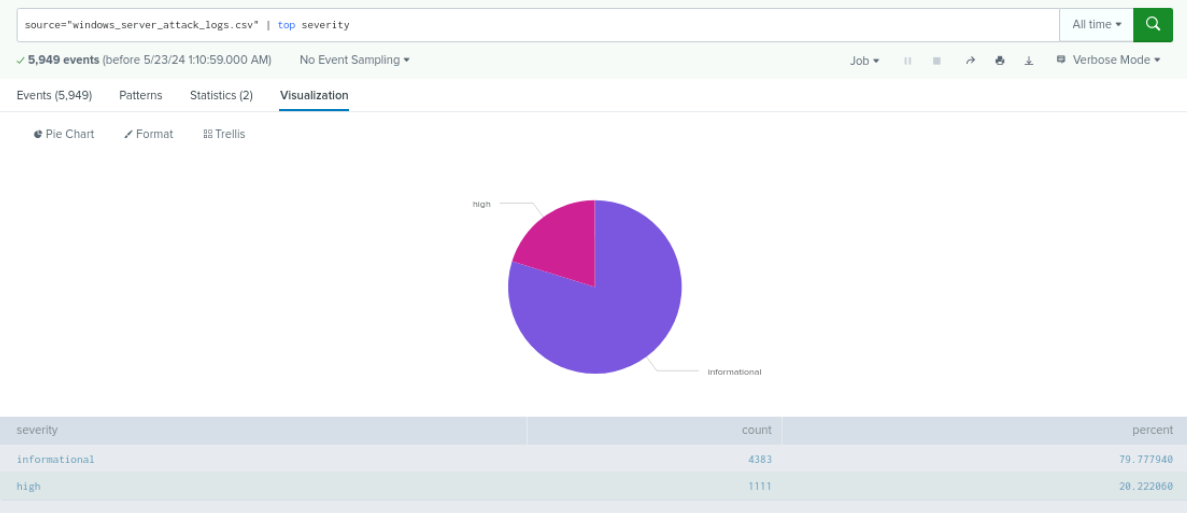 source="windows_server_attack_logs.csv" | top severity
All time
5,949 events (before 5/23/24 1:10:59.000 AM)
No Event Sampling
Job
Verbose Mode
Events (5,949)
Patterns
Statistics (2)
Visualization
Pie Chart
Format
Trellis
high
informational
severity count percent
informational 4383 79.777940
high 1111 20.222060